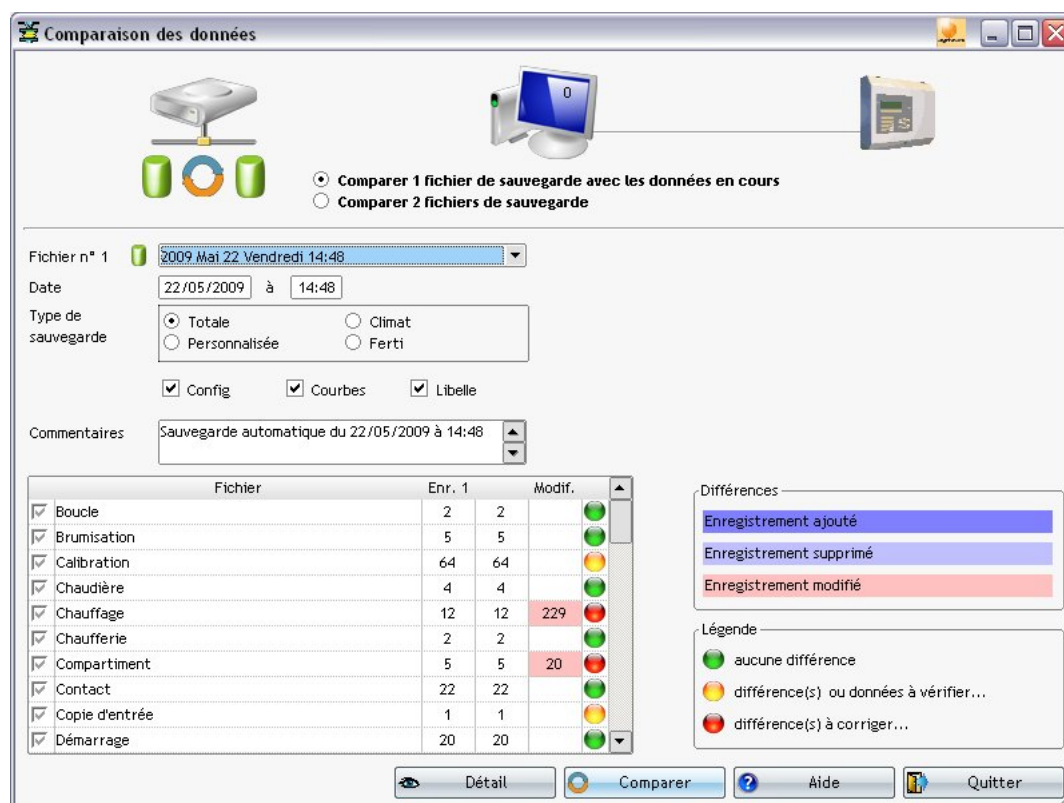 Comparaison des données
0
Comparer 1 fichier de sauvegarde avec les données en cours
Comparer 2 fichiers de sauvegarde
Fichier n° 1 2009 Mai 22 Vendredi 14:48
Date 22/05/2009 à 14:48
Type de sauvegarde
Totale Climat
Personnalisée Ferti
Config Courbes Libelle
Commentaires Sauvegarde automatique du 22/05/2009 à 14:48
Fichier Enr. 1 Modif.
Boucle 2 2
Brumisation 5 5
Calibration 64 64
Chaudière 4 4
Chauffage 12 12 229
Chaufferie 2 2
Compartiment 5 5 20
Contact 22 22
Copie d'entrée 1 1
Démarrage 20 20
Différences
Enregistrement ajouté
Enregistrement supprimé
Enregistrement modifié
Légende
aucune différence
différence(s) ou données à vérifier...
différence(s) à corriger...
Détail Comparer Aide Quitter